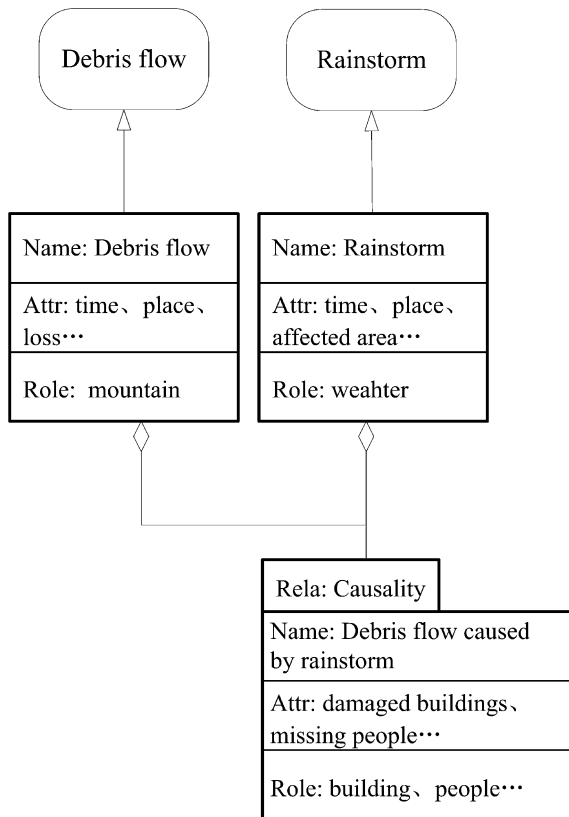 Debris flow
Rainstorm
Name: Debris flow
Attr: time、place、
loss⋯
Role: mountain
Name: Rainstorm
Attr: time、place、
affected area⋯
Role: weahter
Rela: Causality
Name: Debris flow caused
by rainstorm
Attr: damaged buildings、
missing people⋯
Role: building、people⋯